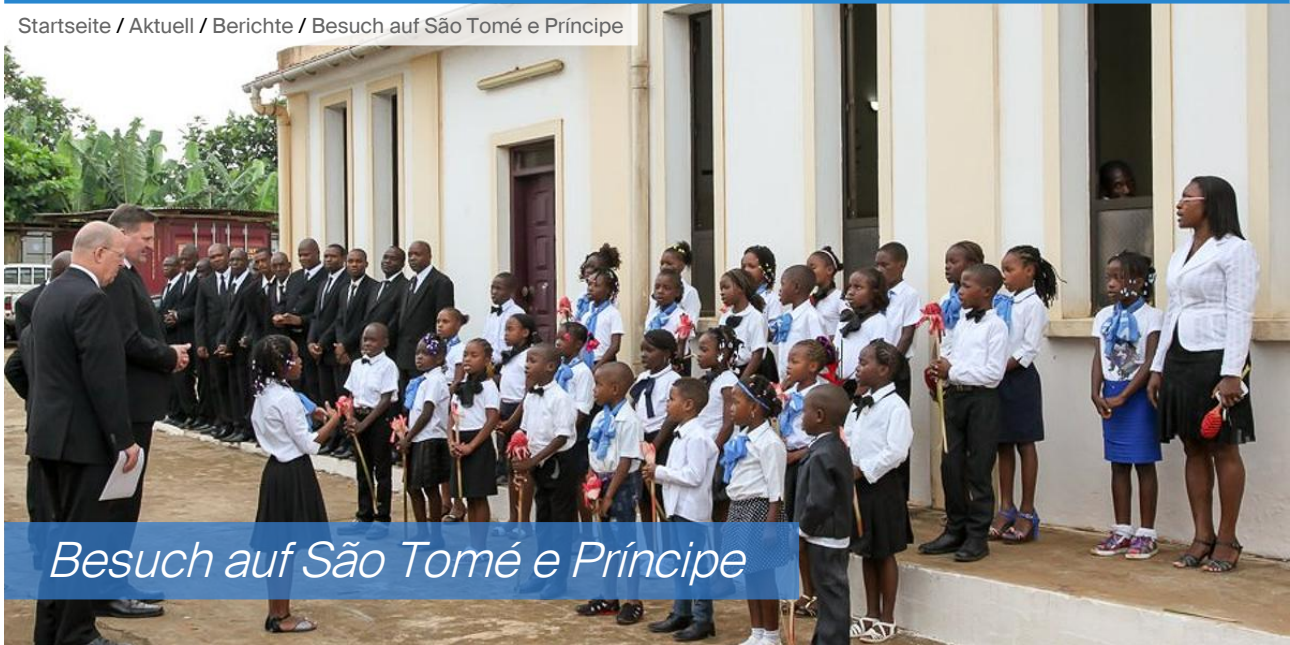 Startseite / Aktuell / Berichte / Besuch auf São Tomé e Príncipe
Besuch auf São Tomé e Príncipe